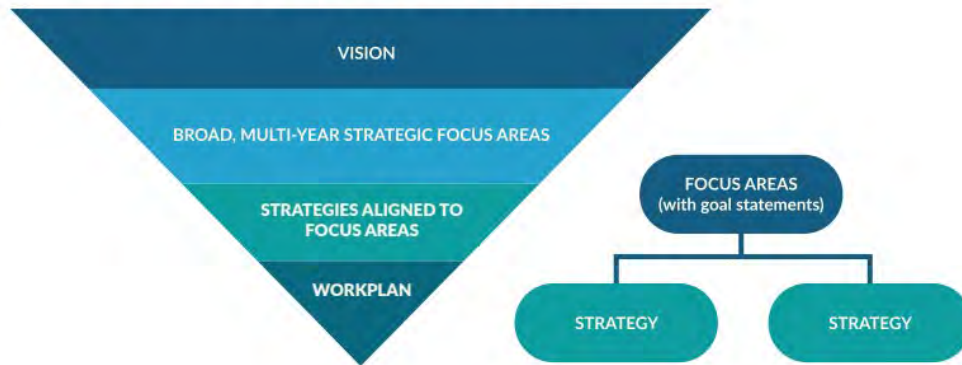 VISION
BROAD, MULTI-YEAR STRATEGIC FOCUS AREAS
STRATEGIES ALIGNED TO
FOCUS AREAS
WORKPLAN
FOCUS AREAS
(with goal statements)
STRATEGY
STRATEGY